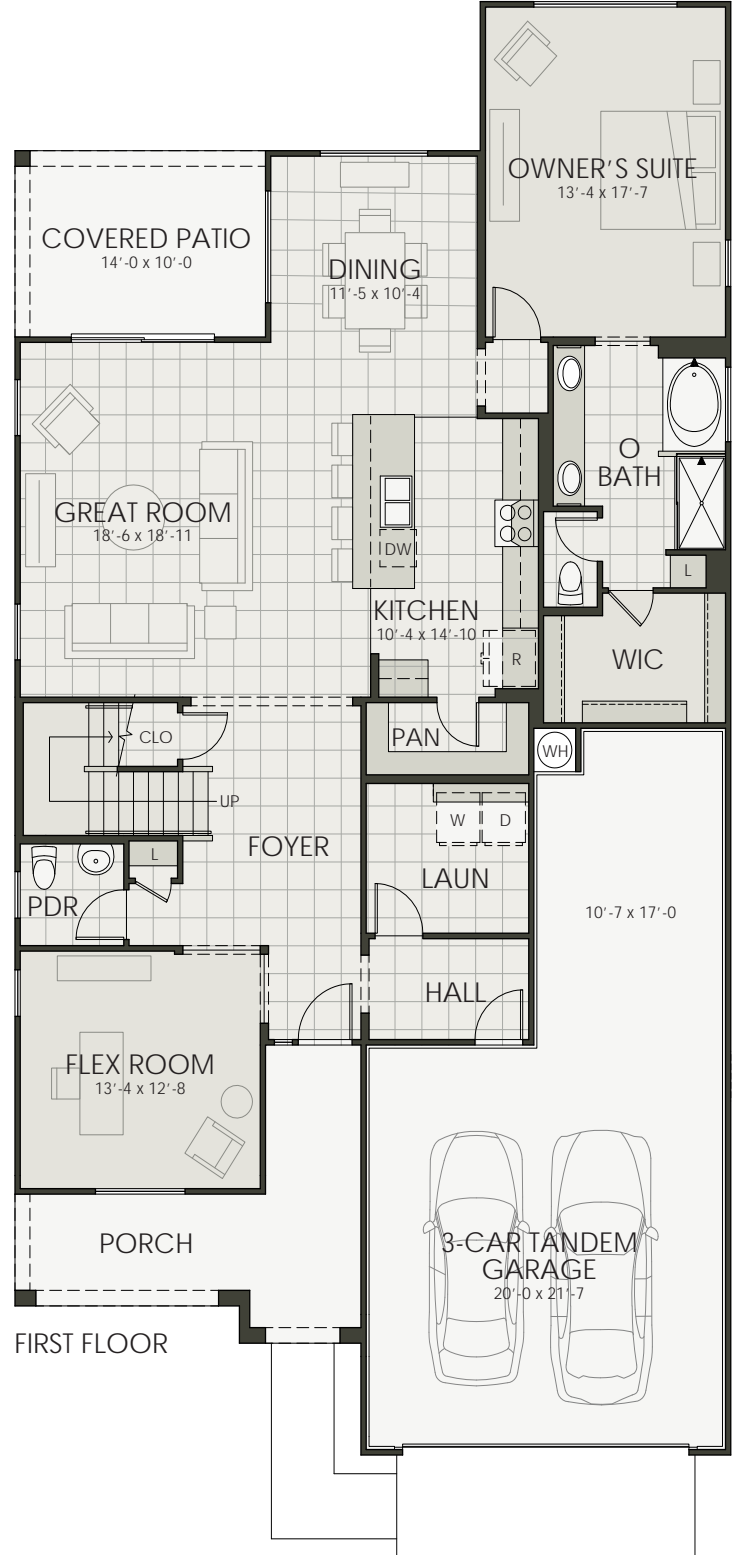 OWNER'S SUITE
13'-4 x 17'-7
COVERED PATIO
14'-0 x 10'-0
DINING
11'-5 x 10'-4
O
BATH
GREAT ROOM
18'-6 x 18'-11
DW
L
KITCHEN
10'-4 x 14'-10
R
WIC
CLO
PAN
WH
UP
W
D
FOYER
L
LAUN
PDR
10'-7 x 17'-0
HALL
FLEX ROOM
13'-4 x 12'-8
PORCH
3-CAR TANDEM
GARAGE
20'-0 x 21'-7
FIRST FLOOR